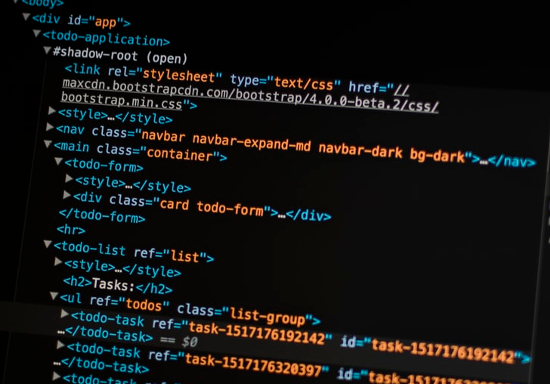 <body>
<div id="app">
<todo-application>
#shadow-root (open)
<link rel="stylesheet" type="text/css" href="//
maxcdn.bootstrapcdn.com/bootstrap/4.0.0-beta.2/css/
bootstrap.min.css">
<style>…</style>
<nav class="navbar navbar-expand-md navbar-dark bg-dark">…</nav>
<main class="container">
<todo-form>
<style>…</style>
<div class="card todo-form">…</div>
</todo-form>
<hr>
<todo-list ref="list">
<style>…</style>
<h2>Tasks:</h2>
<ul ref="todos" class="list-group">
<todo-task ref="task-1517176192142" id="task-1517176192142">
…</todo-task> == $0
<todo-task ref="task-1517176320397" id="task-1517176320397
…</todo-task>